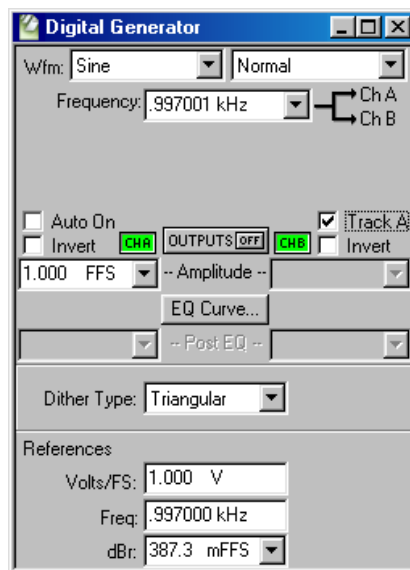 Digital Generator
Wfm: Sine Normal
Frequency: .997001 kHz Ch A
Ch B
Auto On Track A
Invert CHA OUTPUTS OFF CHB Invert
1.000 FFS -- Amplitude --
EQ Curve...
-- Post EQ --
Dither Type: Triangular
References
Volts/FS: 1.000 V
Freq: .997000 kHz
dBr: 387.3 mFFS